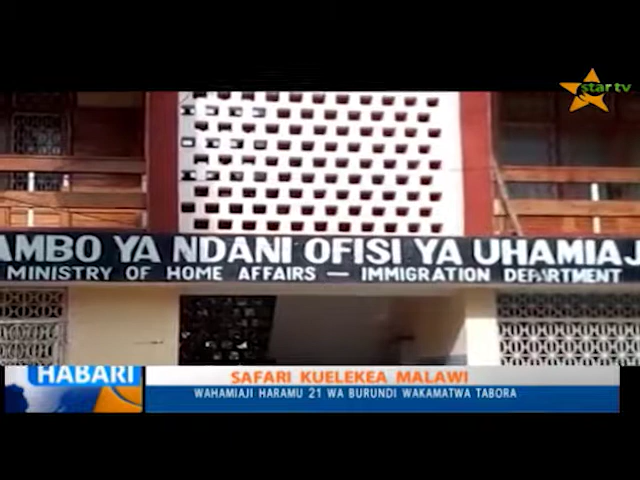 star tv
AMBO YA NDANI OFISI YA UHAMIAJ
MINISTRY OF HOME AFFAIRS — IMMIGRATION DEPARTMENT
HABARI
SAFARI KUELEKEA MALAWI
WAHAMIAJI HARAMU 21 WA BURUNDI WAKAMATWA TABORA